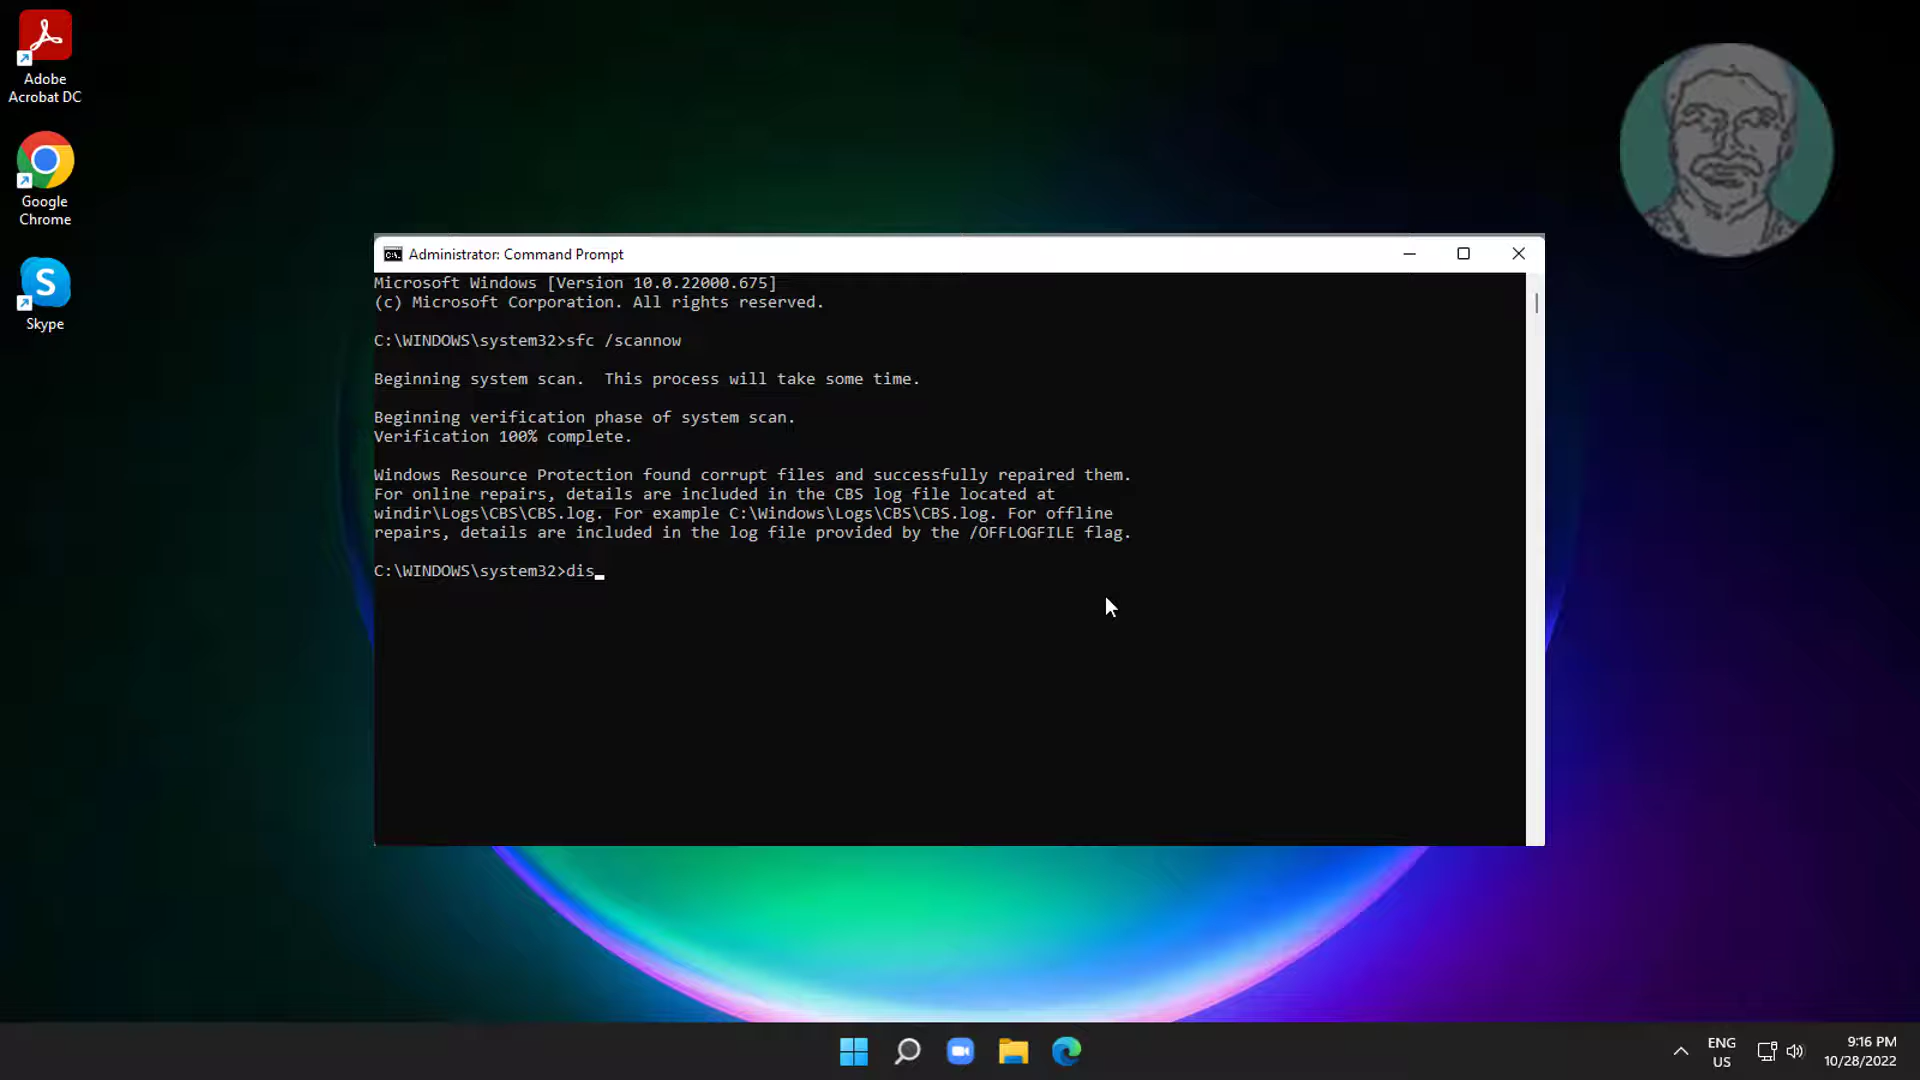 Adobe
Acrobat DC
Google
Chrome
S
Skype
C:\.
Administrator: Command Prompt
Microsoft Windows [Version 10.0.22000.675]
(c) Microsoft Corporation. All rights reserved.
C:\WINDOWS\system32>sfc /scannow
Beginning system scan.  This process will take some time.
Beginning verification phase of system scan.
Verification 100% complete.
Windows Resource Protection found corrupt files and successfully repaired them.
For online repairs, details are included in the CBS log file located at
windir\Logs\CBS\CBS.log. For example C:\Windows\Logs\CBS\CBS.log. For offline
repairs, details are included in the log file provided by the /OFFLOGFILE flag.
C:\WINDOWS\system32>dis_
ENG
US
9:16 PM
10/28/2022